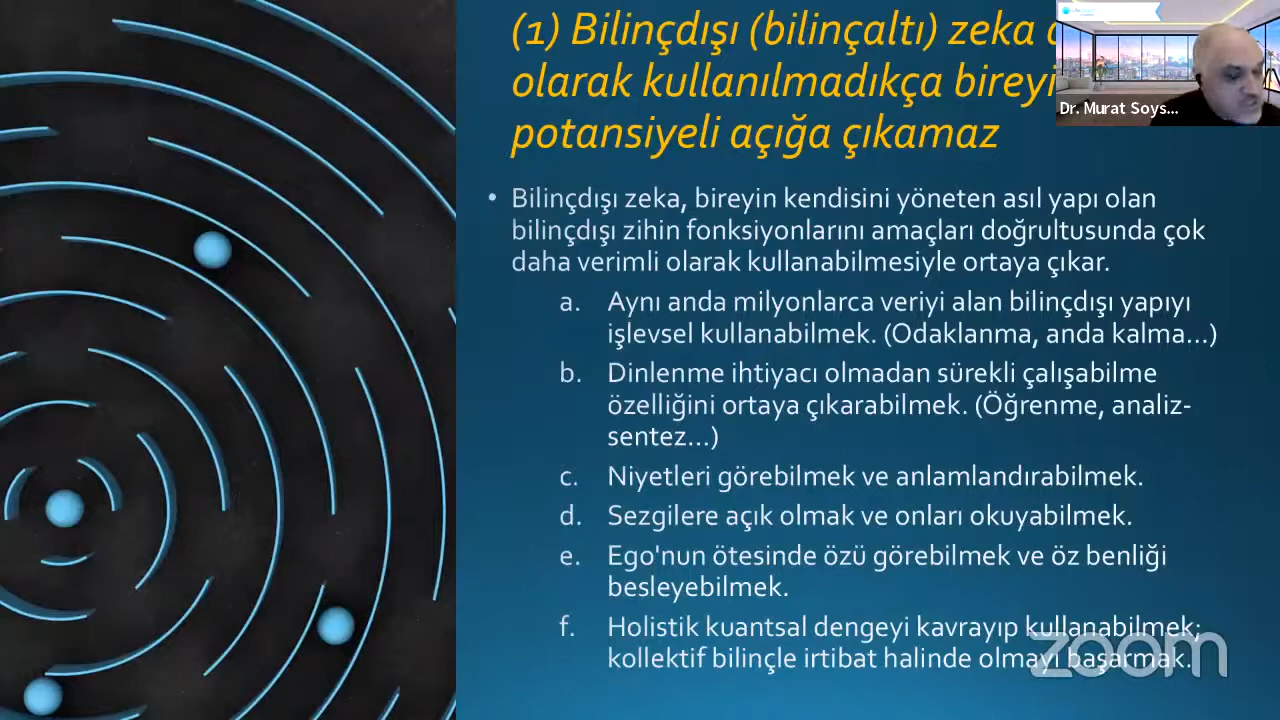 (1) Bilinçdışı (bilinçaltı) zeka
olarak kullanılmadıkça bireyi
potansiyeli açığa çıkamaz
Dr. Murat Soys...
• Bilinçdışı zeka, bireyin kendisini yöneten asıl yapı olan
bilinçdışı zihin fonksiyonlarını amaçları doğrultusunda çok
daha verimli olarak kullanabilmesiyle ortaya çıkar.
a. Aynı anda milyonlarca veriyi alan bilinçdışı yapıyı
işlevsel kullanabilmek. (Odaklanma, anda kalma...)
b. Dinlenme ihtiyacı olmadan sürekli çalışabilme
özelliğini ortaya çıkarabilmek. (Öğrenme, analiz-
sentez...)
c. Niyetleri görebilmek ve anlamlandırabilmek.
d. Sezgilere açık olmak ve onları okuyabilmek.
e. Ego'nun ötesinde özü görebilmek ve öz benliği
besleyebilmek.
f. Holistik kuantsal dengeyi kavrayıp kullanabilmek;
kollektif bilinçle irtibat halinde olmayı başarmak.
zoom